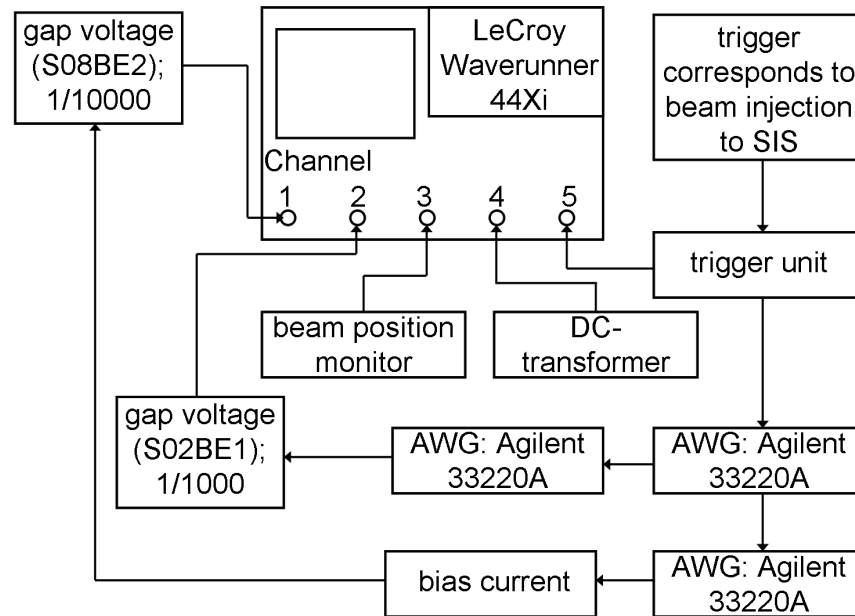 gap voltage
(S08BE2);
1/10000
LeCroy
Waverunner
44Xi
trigger
corresponds to
beam injection
to SIS
Channel
1 2 3 4 5
trigger unit
beam position
monitor
DC-
transformer
gap voltage
(S02BE1);
1/1000
AWG: Agilent
33220A
AWG: Agilent
33220A
bias current
AWG: Agilent
33220A